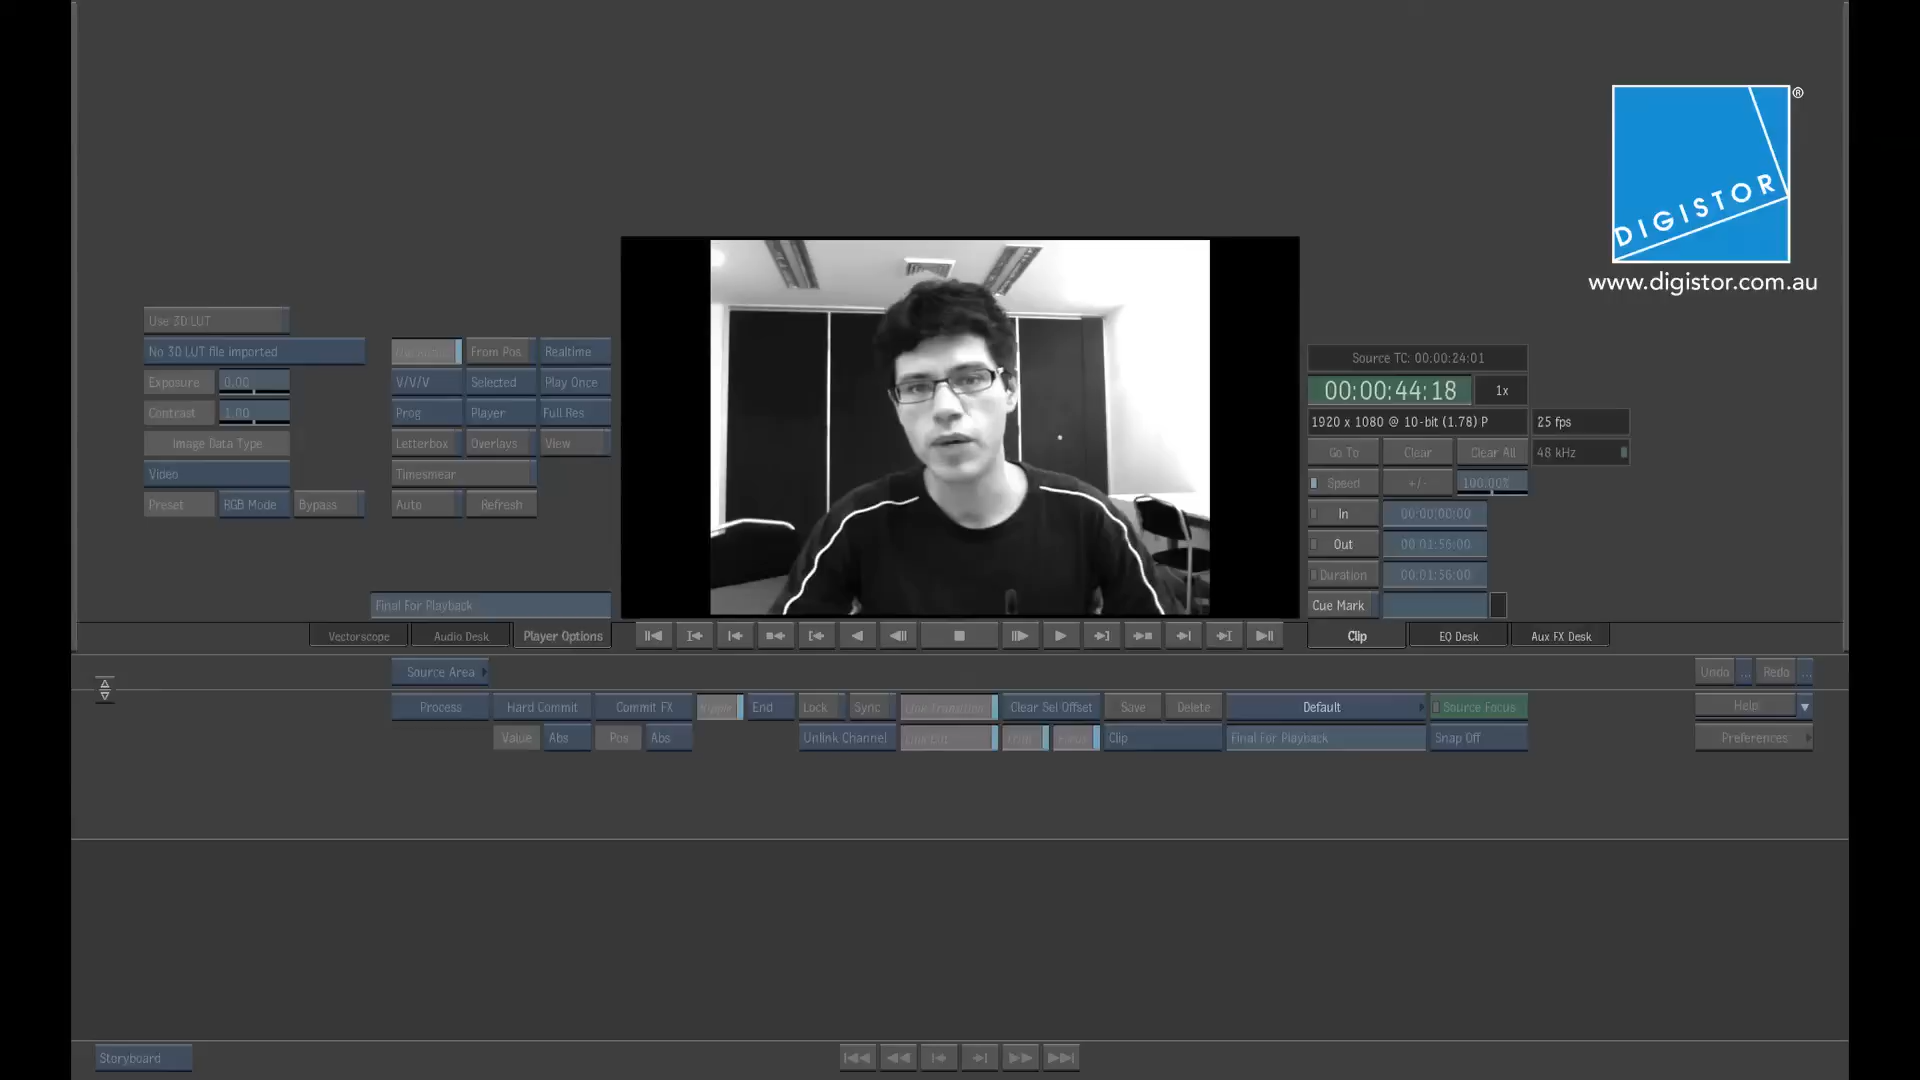 DIGISTOR
®
www.digistor.com.au
Use 3D LUT
No 3D LUT file imported
Exposure 0.00
Contrast 1.00
Image Data Type
Video
Preset RGB Mode Bypass
From Pos Realtime
V/V/V Selected Play Once
Prog Player Full Res
Letterbox Overlays View
Timesmear
Auto Refresh
Final For Playback
Source TC: 00:00:24:01
00:00:44:18 1x
1920 x 1080 @ 10-bit (1.78) P 25 fps
Go To Clear Clear All 48 kHz
Speed +/- 100.00%
In 00:00:00:00
Out 00:01:56:00
Duration 00:01:56:00
Cue Mark
Vectorscope Audio Desk Player Options Clip EQ Desk Aux FX Desk
Source Area Undo ... Redo ...
Process Hard Commit Commit FX Ripple End Lock Sync Live Transition Clear Sel Offset Save Delete Default Source Focus Help
Value Abs Pos Abs Unlink Channel Clip Final For Playback Snap Off Preferences
Storyboard